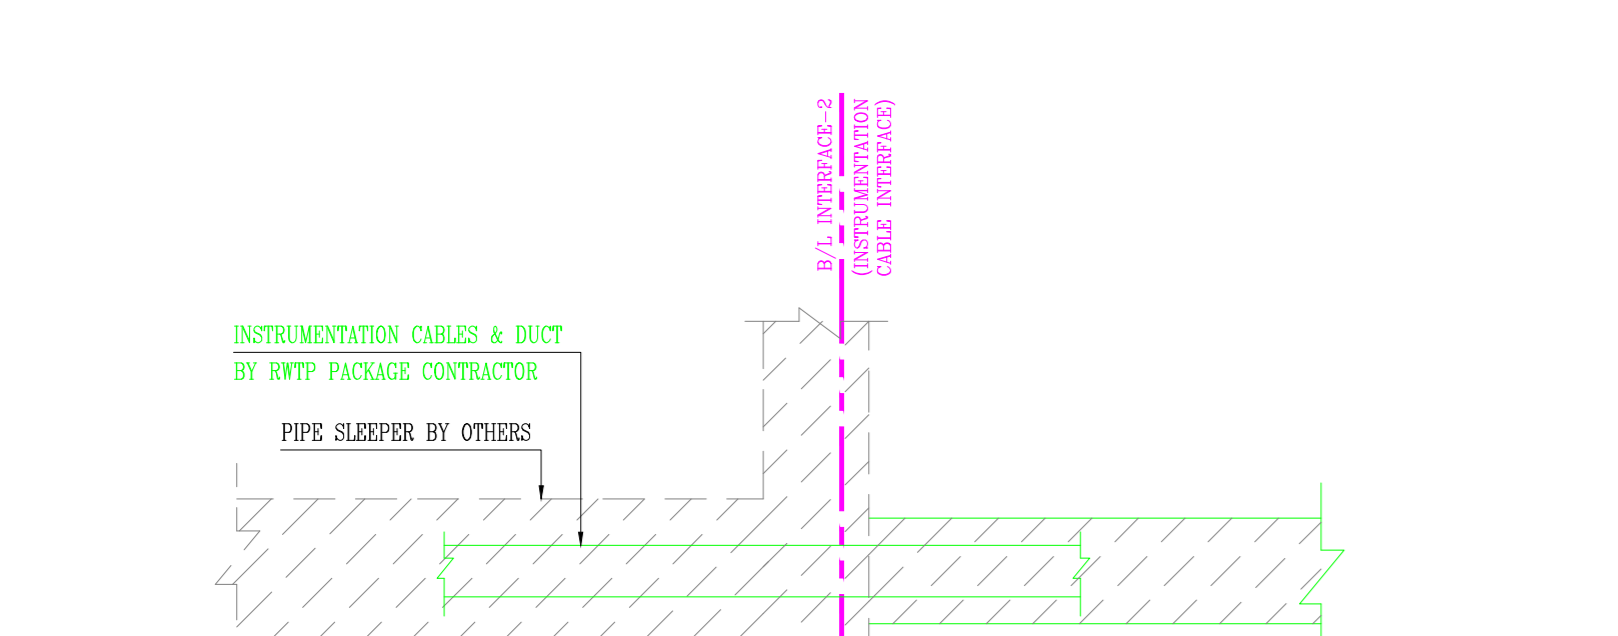 B/L INTERFACE-2
(INSTRUMENTATION
CABLE INTERFACE)
INSTRUMENTATION CABLES & DUCT
BY RWTP PACKAGE CONTRACTOR
PIPE SLEEPER BY OTHERS